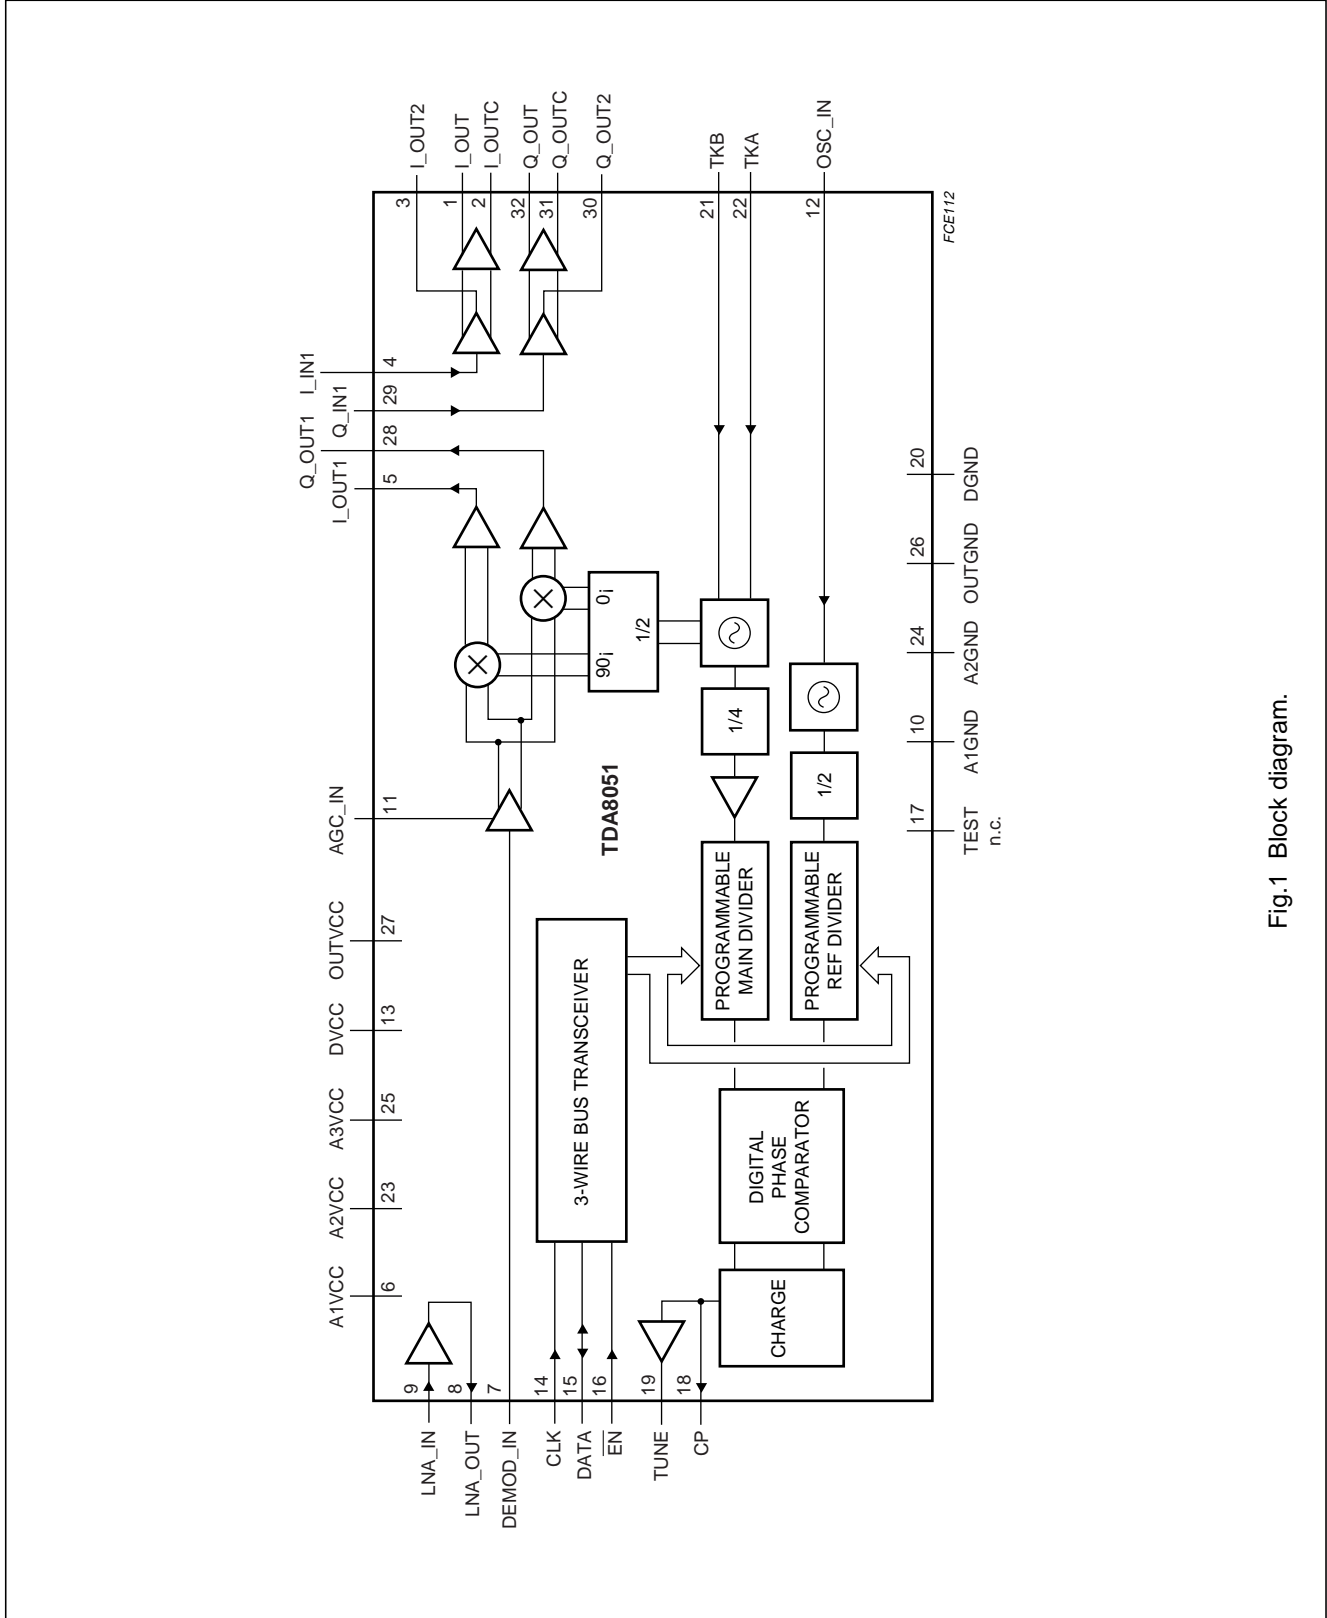 A1VCC
6
A2VCC
23
A3VCC
25
DVCC
13
OUTVCC
27
AGC_IN
11
I_OUT1
5
Q_OUT1
28
Q_IN1
29
I_IN1
4
LNA_IN
9
LNA_OUT
8
DEMOD_IN
7
CLK
14
DATA
15
EN
16
TUNE
19
CP
18
3-WIRE BUS TRANSCEIVER
TDA8051
90¡
0¡
1/2
1/4
1/2
PROGRAMMABLE
MAIN DIVIDER
PROGRAMMABLE
REF DIVIDER
DIGITAL
PHASE
COMPARATOR
CHARGE
3
I_OUT2
1
I_OUT
2
I_OUTC
32
Q_OUT
31
Q_OUTC
30
Q_OUT2
21
TKB
22
TKA
12
OSC_IN
17
TEST
n.c.
10
A1GND
24
A2GND
26
OUTGND
20
DGND
FCE112
Fig.1 Block diagram.